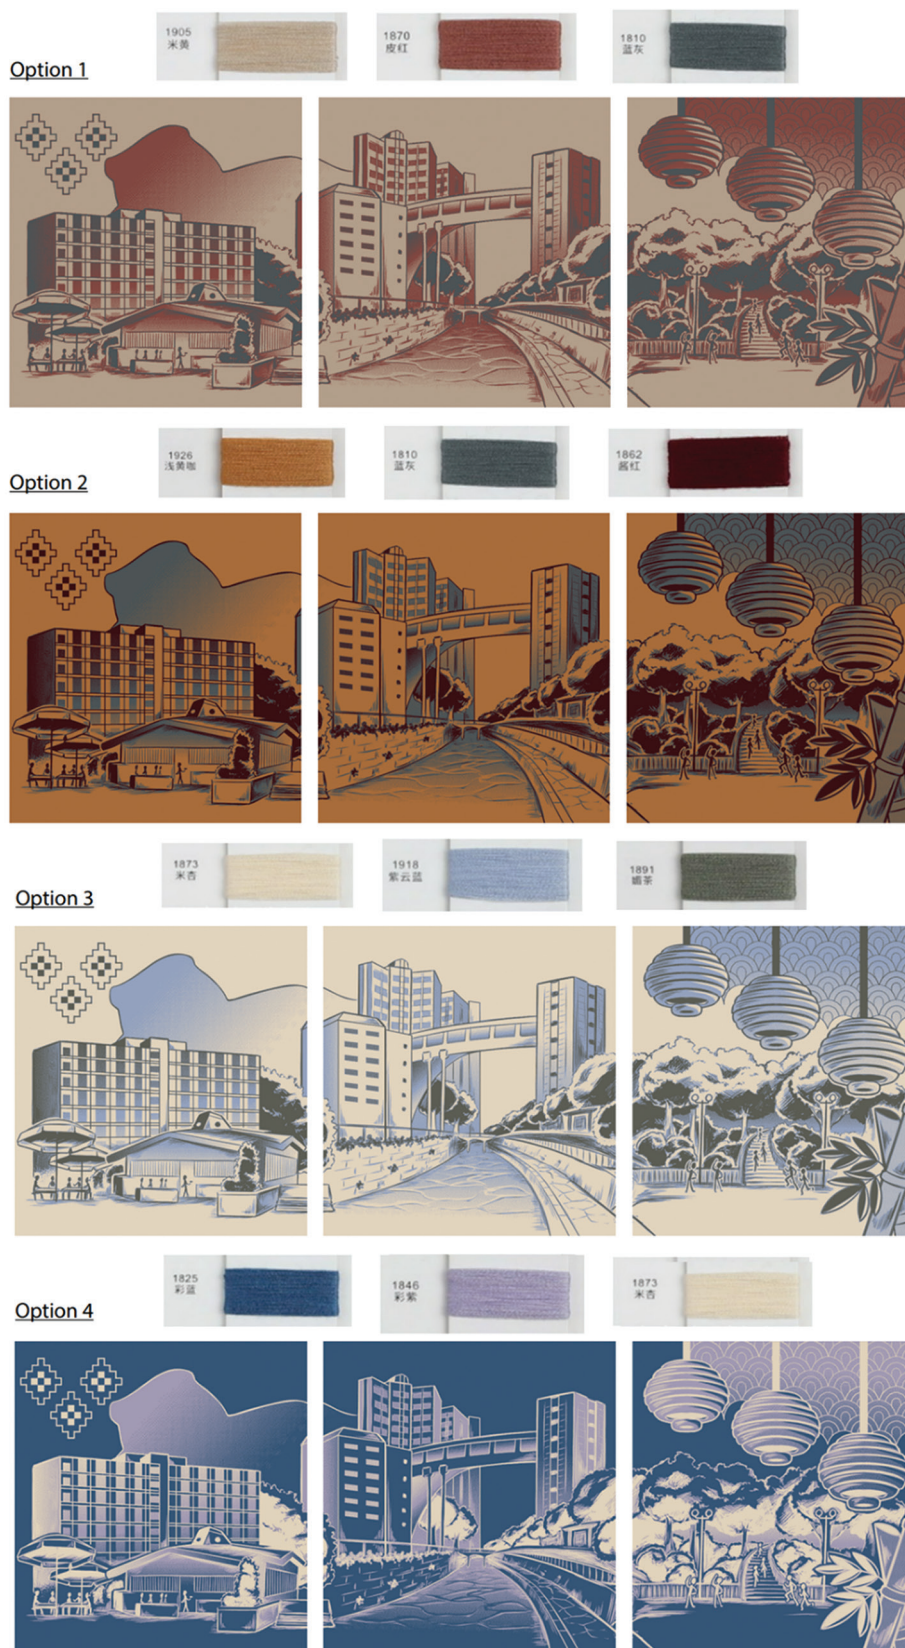 1905
米黄
1870
皮红
1810
蓝灰
Option 1
1926
浅黄咖
1810
蓝灰
1862
酱红
Option 2
1873
米杏
1918
紫云蓝
1891
媚茶
Option 3
1825
彩蓝
1846
彩紫
1873
米杏
Option 4